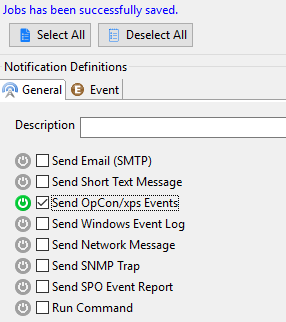 Jobs has been successfully saved.
Select All
Deselect All
Notification Definitions
General
E Event
Description
Send Email (SMTP)
Send Short Text Message
Send OpCon/xps Events
Send Windows Event Log
Send Network Message
Send SNMP Trap
Send SPO Event Report
Run Command